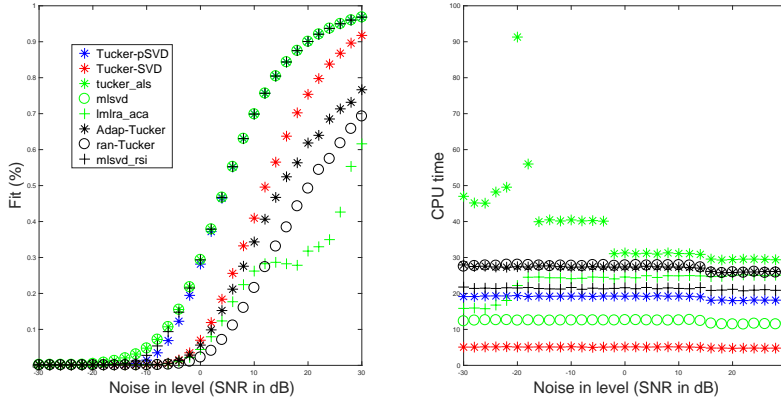 1
0.9
0.8
0.7
0.6
0.5
0.4
0.3
0.2
0.1
0
Fit (%)
Tucker-pSVD
Tucker-SVD
tucker_als
mlsvd
lmlra_aca
Adap-Tucker
ran-Tucker
mlsvd_rsi
-30 -20 -10 0 10 20 30
Noise in level (SNR in dB)
100
90
80
70
60
50
40
30
20
10
0
CPU time
-30 -20 -10 0 10 20
Noise in level (SNR in dB)